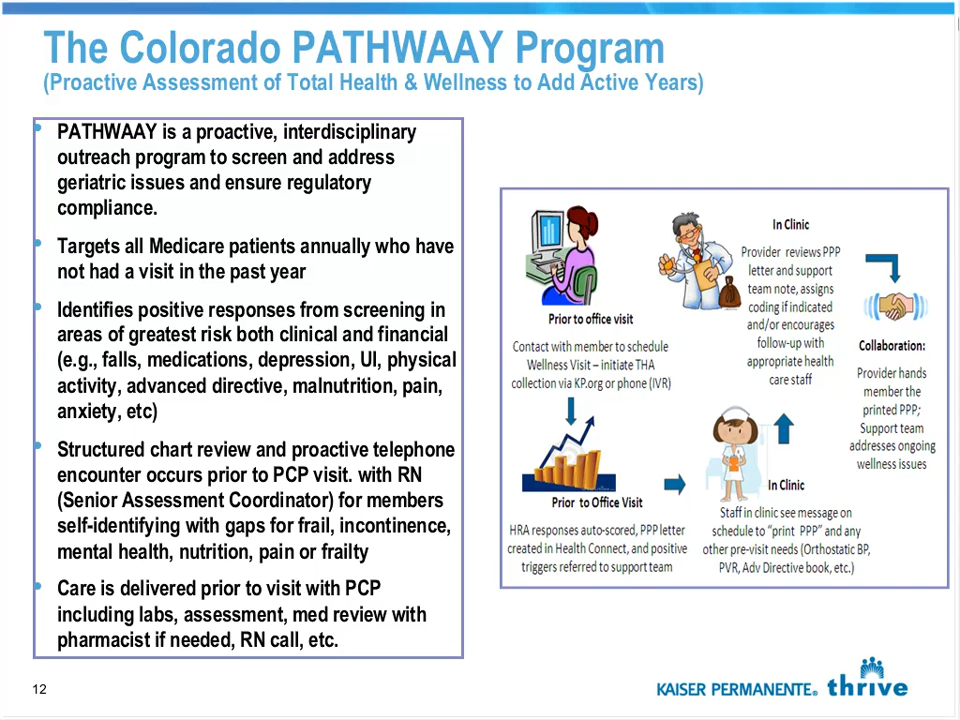 The Colorado PATHWAAY Program
(Proactive Assessment of Total Health & Wellness to Add Active Years)
• PATHWAAY is a proactive, interdisciplinary
outreach program to screen and address
geriatric issues and ensure regulatory
compliance.
• Targets all Medicare patients annually who have
not had a visit in the past year
• Identifies positive responses from screening in
areas of greatest risk both clinical and financial
(e.g., falls, medications, depression, UI, physical
activity, advanced directive, malnutrition, pain,
anxiety, etc)
• Structured chart review and proactive telephone
encounter occurs prior to PCP visit. with RN
(Senior Assessment Coordinator) for members
self-identifying with gaps for frail, incontinence,
mental health, nutrition, pain or frailty
• Care is delivered prior to visit with PCP
including labs, assessment, med review with
pharmacist if needed, RN call, etc.
Prior to office visit
Contact with member to schedule
Wellness Visit – initiate THA
collection via KP.org or phone (IVR)
Prior to Office Visit
HRA responses auto-scored, PPP letter
created in Health Connect, and positive
triggers referred to support team
In Clinic
Staff in clinic see message on
schedule to “print PPP” and any
other pre-visit needs (Orthostatic BP,
PVR, Adv Directive book, etc.)
In Clinic
Provider reviews PPP
letter and support
team note, assigns
coding if indicated
and/or encourages
follow-up with
appropriate health
care staff
Collaboration:
Provider hands
member the
printed PPP;
Support team
addresses ongoing
wellness issues
12
KAISER PERMANENTE® thrive